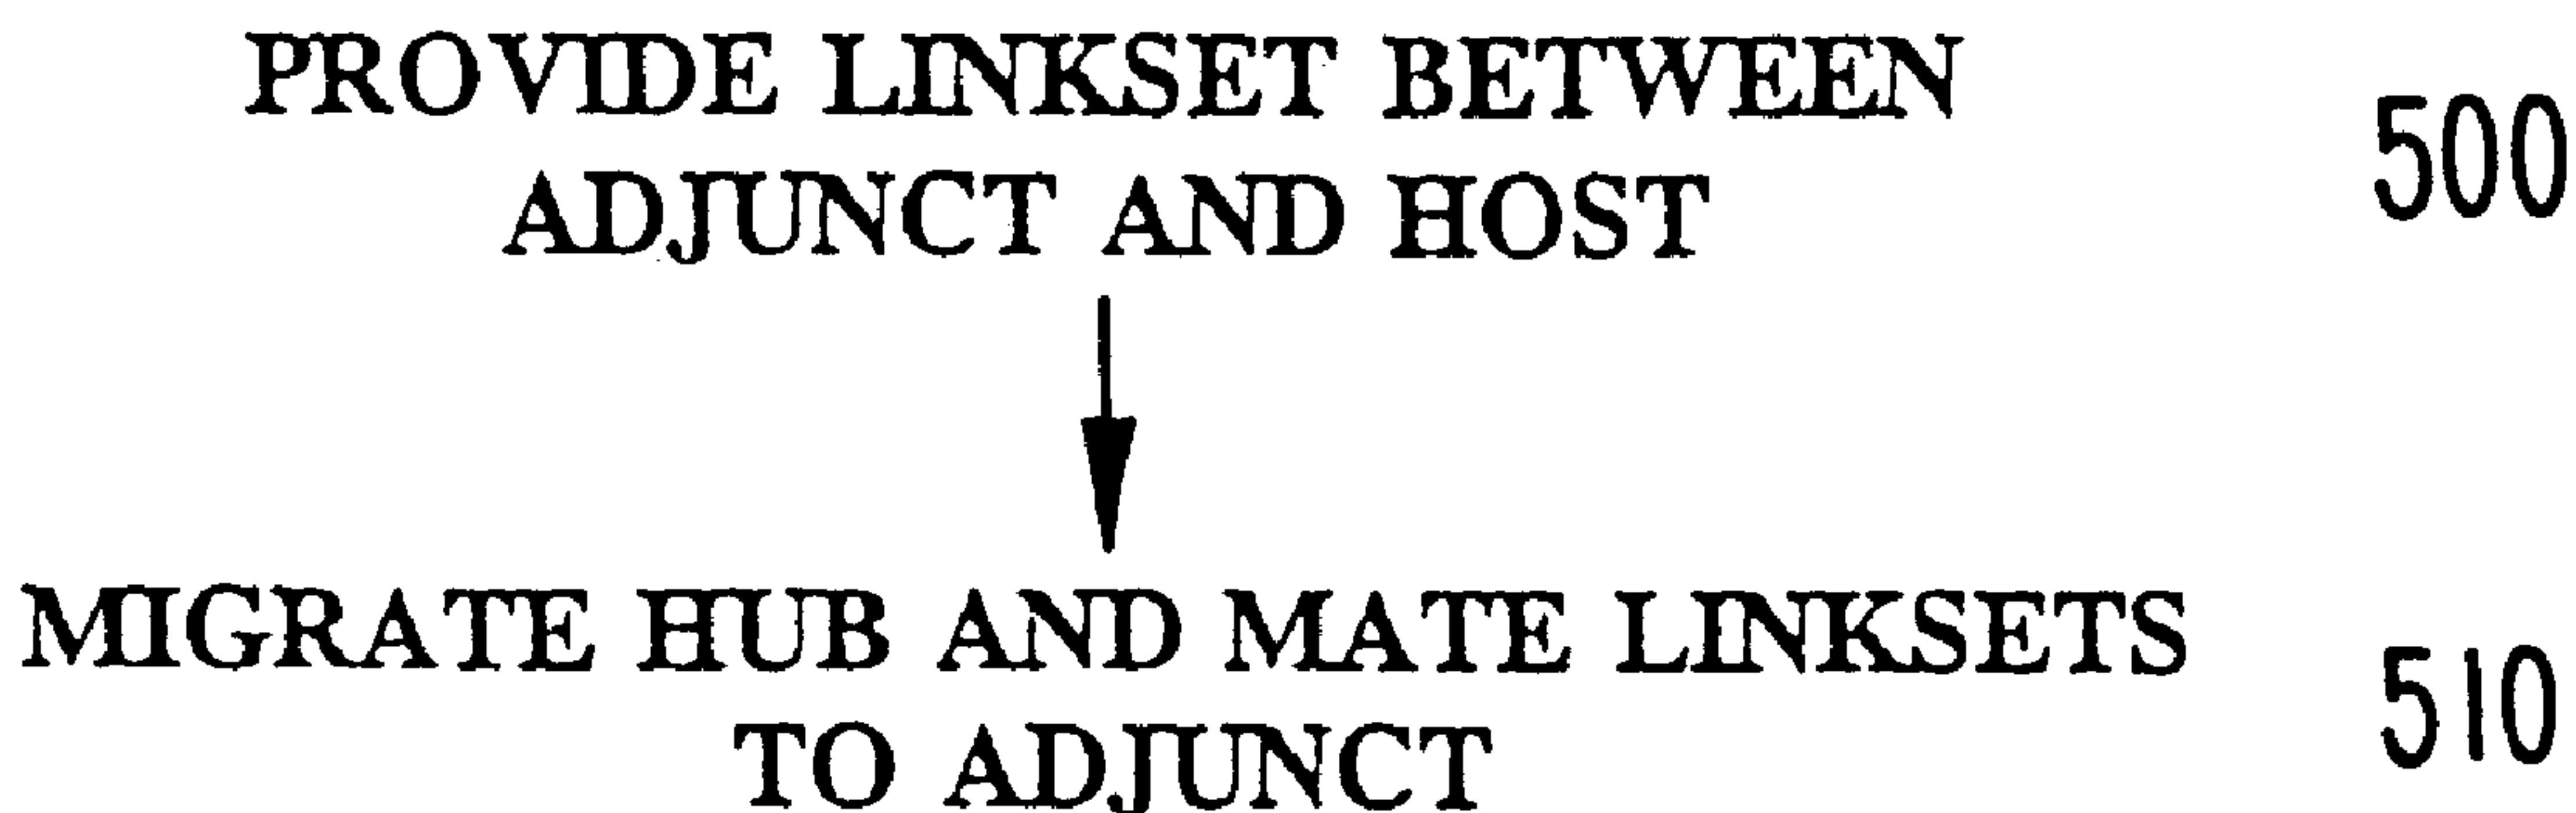 PROVIDE LINKSET BETWEEN
ADJUNCT AND HOST
500
MIGRATE HUB AND MATE LINKSETS
TO ADJUNCT
510